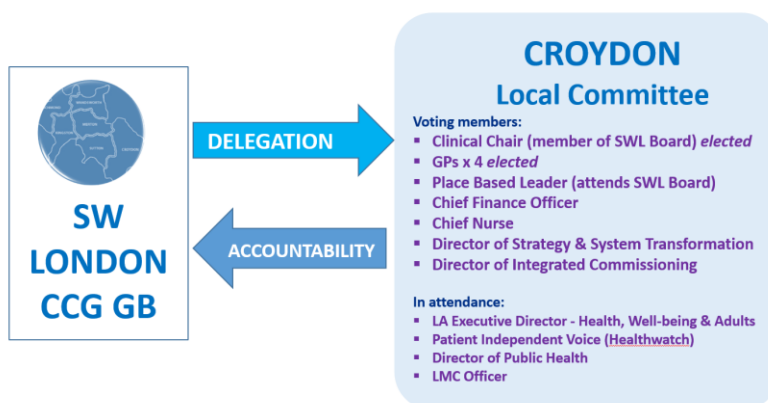 SW
LONDON
CCG GB
DELEGATION
ACCOUNTABILITY
CROYDON
Local Committee
Voting members:
▪ Clinical Chair (member of SWL Board) elected
▪ GPs x 4 elected
▪ Place Based Leader (attends SWL Board)
▪ Chief Finance Officer
▪ Chief Nurse
▪ Director of Strategy & System Transformation
▪ Director of Integrated Commissioning
In attendance:
▪ LA Executive Director - Health, Well-being & Adults
▪ Patient Independent Voice (Healthwatch)
▪ Director of Public Health
▪ LMC Officer